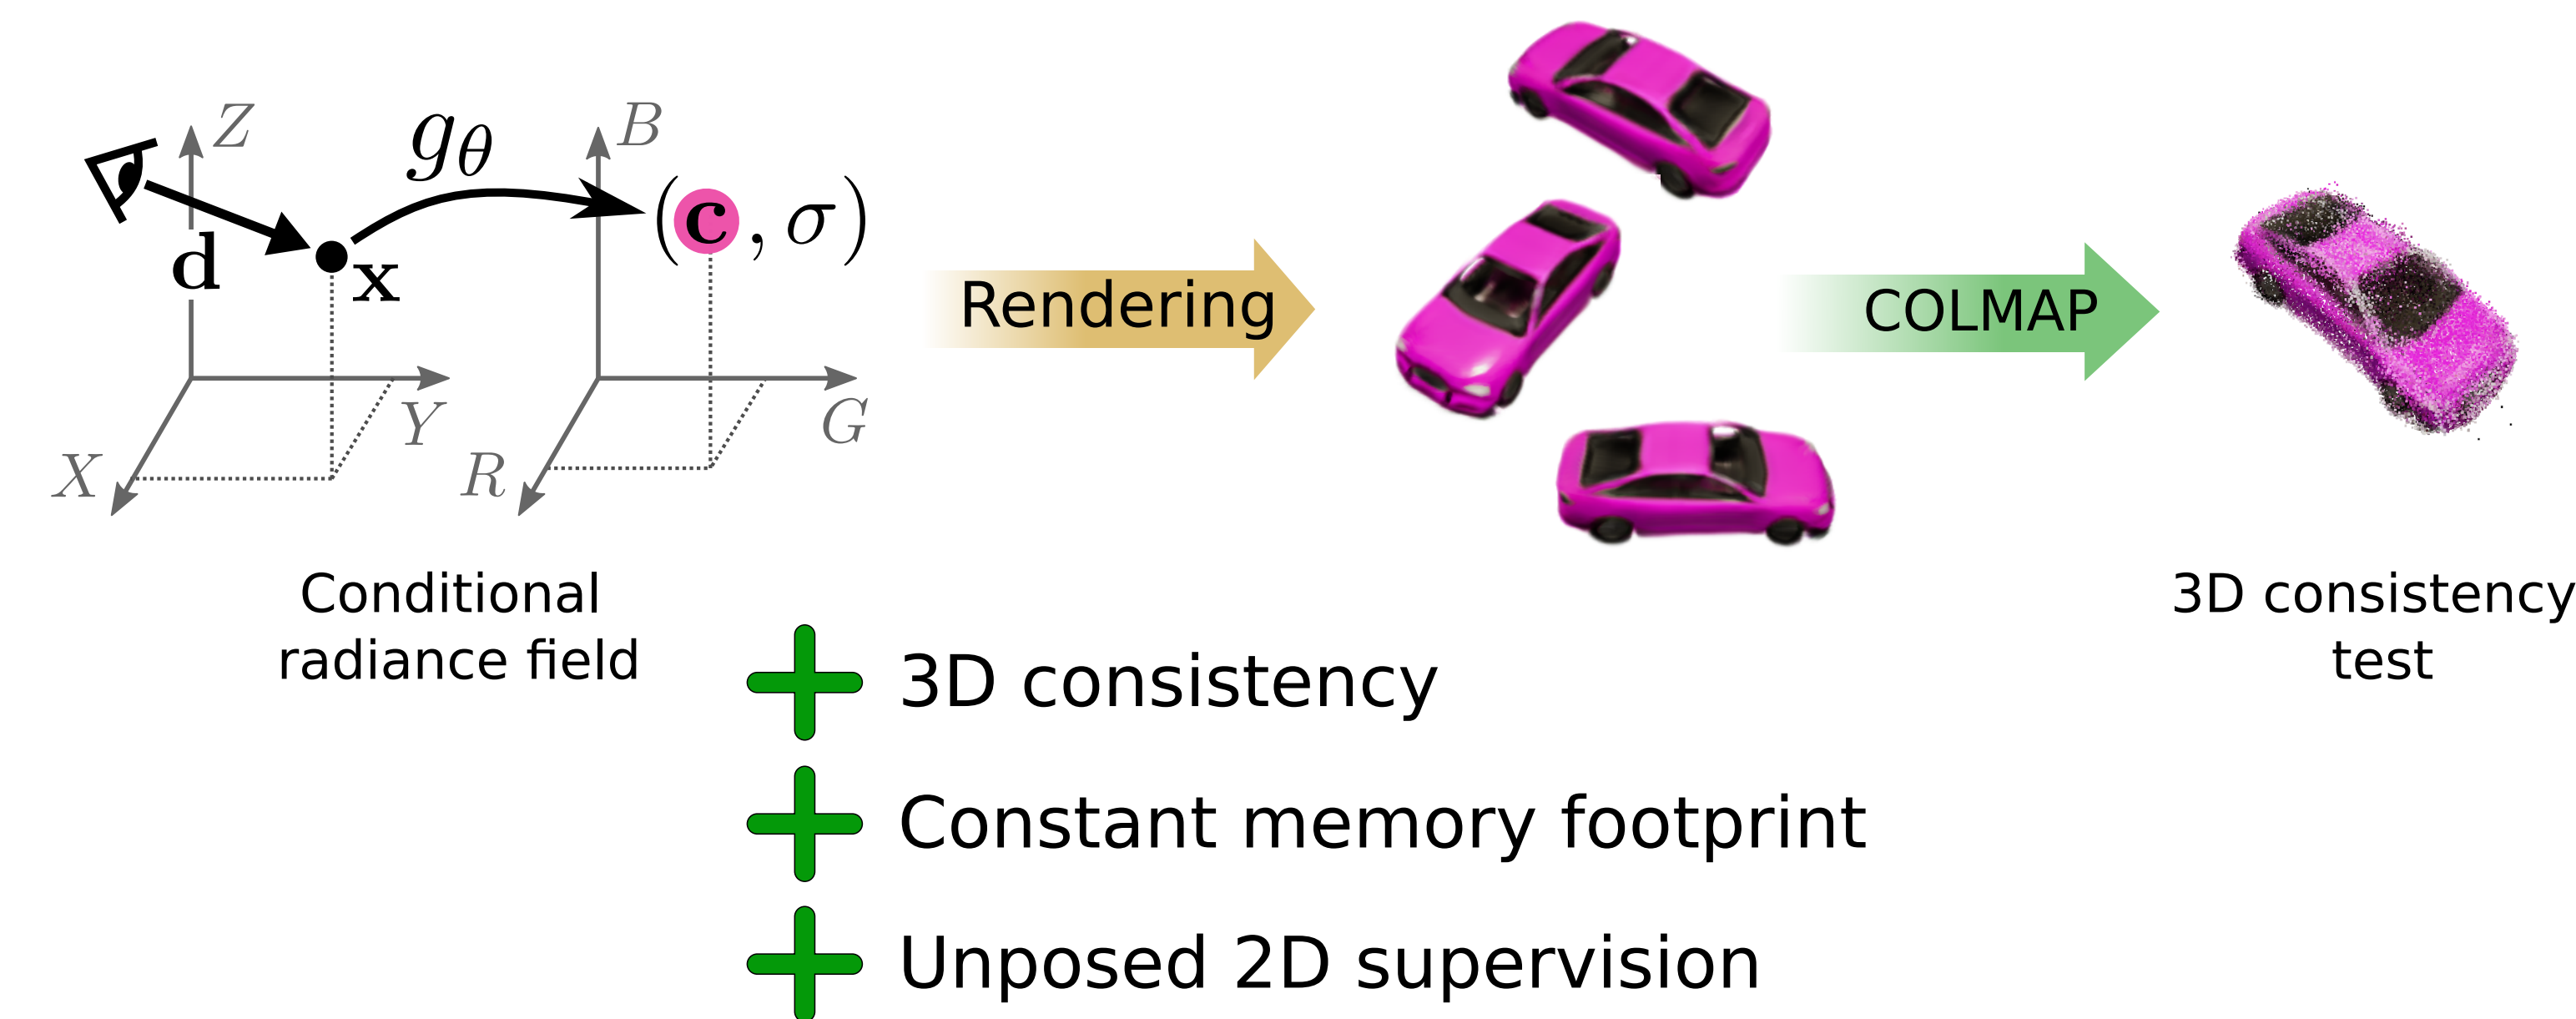 Z
B
g_θ
(c, σ)
d
x
Rendering
COLMAP
Y
G
X
R
Conditional
radiance field
3D consistency
test
3D consistency
Constant memory footprint
Unposed 2D supervision